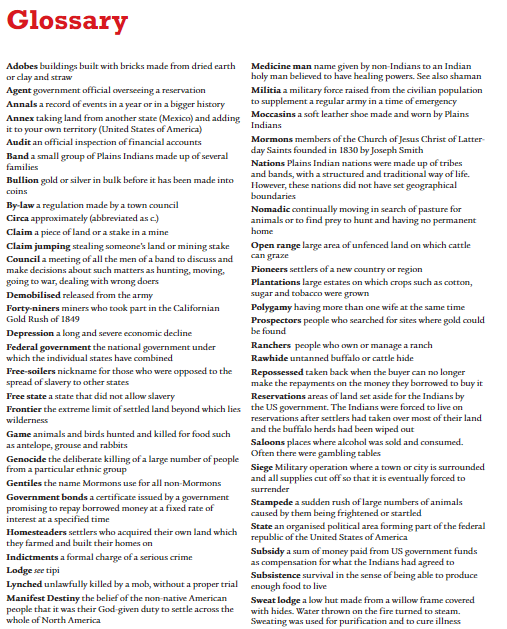 Glossary
Adobes buildings built with bricks made from dried earth
or clay and straw
Agent government official overseeing a reservation
Annals a record of events in a year or in a bigger history
Annex taking land from another state (Mexico) and adding
it to your own territory (United States of America)
Audit an official inspection of financial accounts
Band a small group of Plains Indians made up of several
families
Bullion gold or silver in bulk before it has been made into
coins
By-law a regulation made by a town council
Circa approximately (abbreviated as c.)
Claim a piece of land or a stake in a mine
Claim jumping stealing someone's land or mining stake
Council a meeting of all the men of a band to discuss and
make decisions about such matters as hunting, moving,
going to war, dealing with wrong doers
Demobilised released from the army
Forty-niners miners who took part in the Californian
Gold Rush of 1849
Depression a long and severe economic decline
Federal government the national government under
which the individual states have combined
Free-soilers nickname for those who were opposed to the
spread of slavery to other states
Free state a state that did not allow slavery
Frontier the extreme limit of settled land beyond which lies
wilderness
Game animals and birds hunted and killed for food such
as antelope, grouse and rabbits
Genocide the deliberate killing of a large number of people
from a particular ethnic group
Gentiles the name Mormons use for all non-Mormons
Government bonds a certificate issued by a government
promising to repay borrowed money at a fixed rate of
interest at a specified time
Homesteaders settlers who acquired their own land which
they farmed and built their homes on
Indictments a formal charge of a serious crime
Lodge see tipi
Lynched unlawfully killed by a mob, without a proper trial
Manifest Destiny the belief of the non-native American
people that it was their God-given duty to settle across the
whole of North America
Medicine man name given by non-Indians to an Indian
holy man believed to have healing powers. See also shaman
Militia a military force raised from the civilian population
to supplement a regular army in a time of emergency
Moccasins a soft leather shoe made and worn by Plains
Indians
Mormons members of the Church of Jesus Christ of Latter-
day Saints founded in 1830 by Joseph Smith
Nations Plains Indian nations were made up of tribes
and bands, with a structured and traditional way of life.
However, these nations did not have set geographical
boundaries
Nomadic continually moving in search of pasture for
animals or to find prey to hunt and having no permanent
home
Open range large area of unfenced land on which cattle
can graze
Pioneers settlers of a new country or region
Plantations large estates on which crops such as cotton,
sugar and tobacco were grown
Polygamy having more than one wife at the same time
Prospectors people who searched for sites where gold could
be found
Ranchers people who own or manage a ranch
Rawhide untanned buffalo or cattle hide
Repossessed taken back when the buyer can no longer
make the repayments on the money they borrowed to buy it
Reservations areas of land set aside for the Indians by
the US government. The Indians were forced to live on
reservations after settlers had taken over most of their land
and the buffalo herds had been wiped out
Saloons places where alcohol was sold and consumed.
Often there were gambling tables
Siege Military operation where a town or city is surrounded
and all supplies cut off so that it is eventually forced to
surrender
Stampede a sudden rush of large numbers of animals
caused by them being frightened or startled
State an organised political area forming part of the federal
republic of the United States of America
Subsidy a sum of money paid from US government funds
as compensation for what the Indians had agreed to
Subsistence survival in the sense of being able to produce
enough food to live
Sweat lodge a low hut made from a willow frame covered
with hides. Water thrown on the fire turned to steam.
Sweating was used for purification and to cure illness